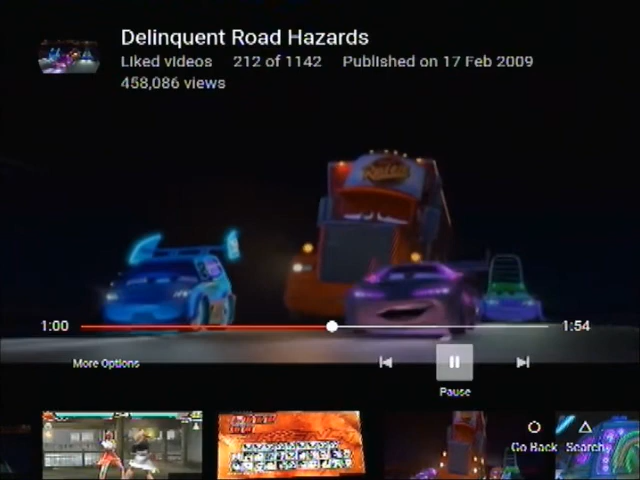 Delinquent Road Hazards
Liked videos 212 of 1142 Published on 17 Feb 2009
458,086 views
1:00
1:54
More Options
Pause
Go Back Search